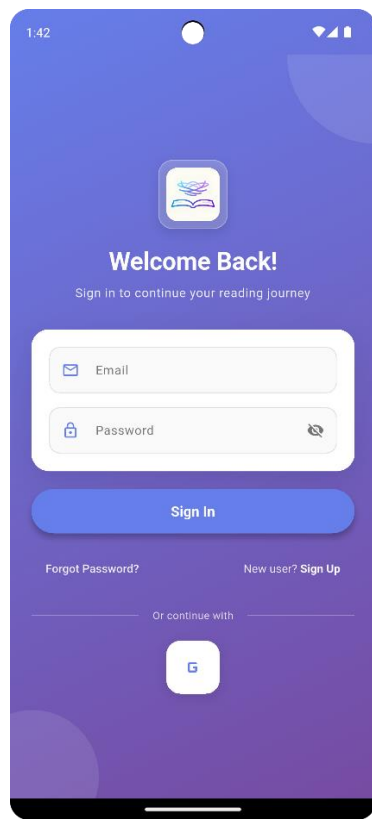 1:42
Welcome Back!
Sign in to continue your reading journey
Email
Password
Sign In
Forgot Password? New user? Sign Up
Or continue with
G